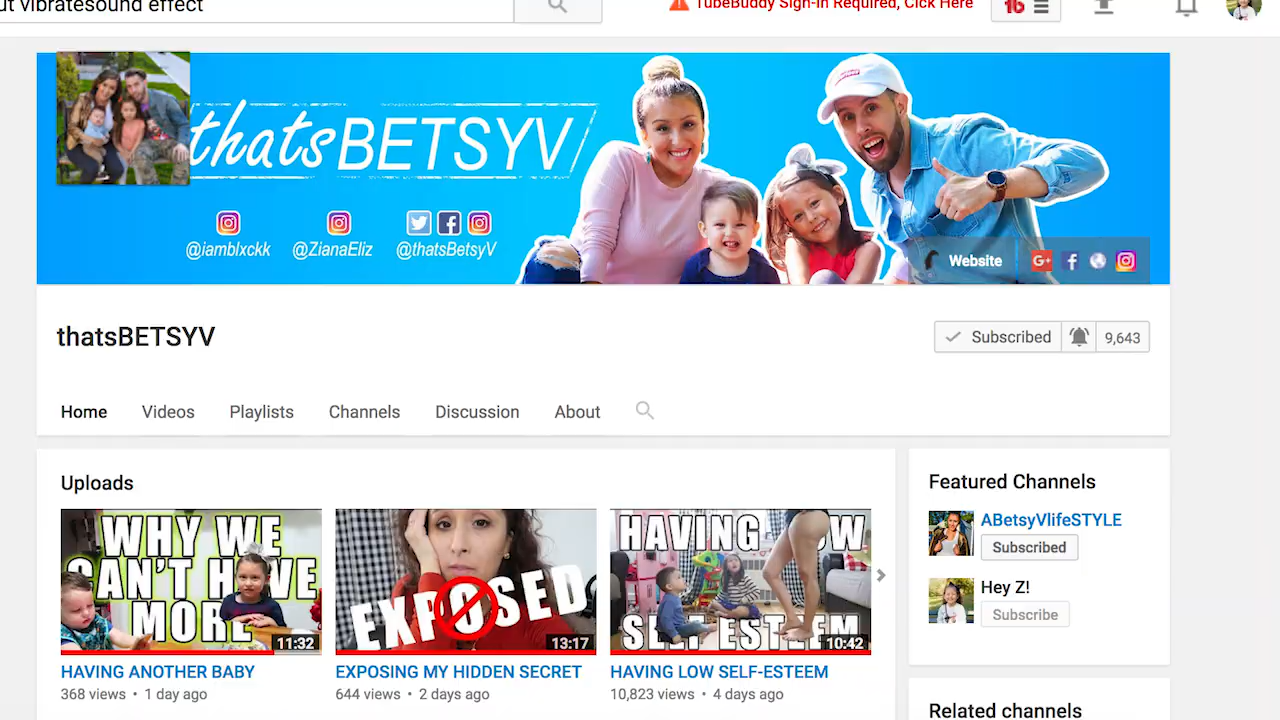 ut vibratesound effect
TubeBuddy Sign-In Required, Click Here
16
thatsBETSYV
@iamblxckk @ZianaEliz @thatsBetsyV
Website
G+
thatsBETSYV
Subscribed 9,643
Home Videos Playlists Channels Discussion About
Uploads
WHY WE
CAN'T HAVE
MORE
11:32
EXPOSED
13:17
HAVING LOW
SELF ESTEEM
10:42
HAVING ANOTHER BABY
368 views • 1 day ago
EXPOSING MY HIDDEN SECRET
644 views • 2 days ago
HAVING LOW SELF-ESTEEM
10,823 views • 4 days ago
Featured Channels
ABetsyVlifeSTYLE
Subscribed
Hey Z!
Subscribe
Related channels